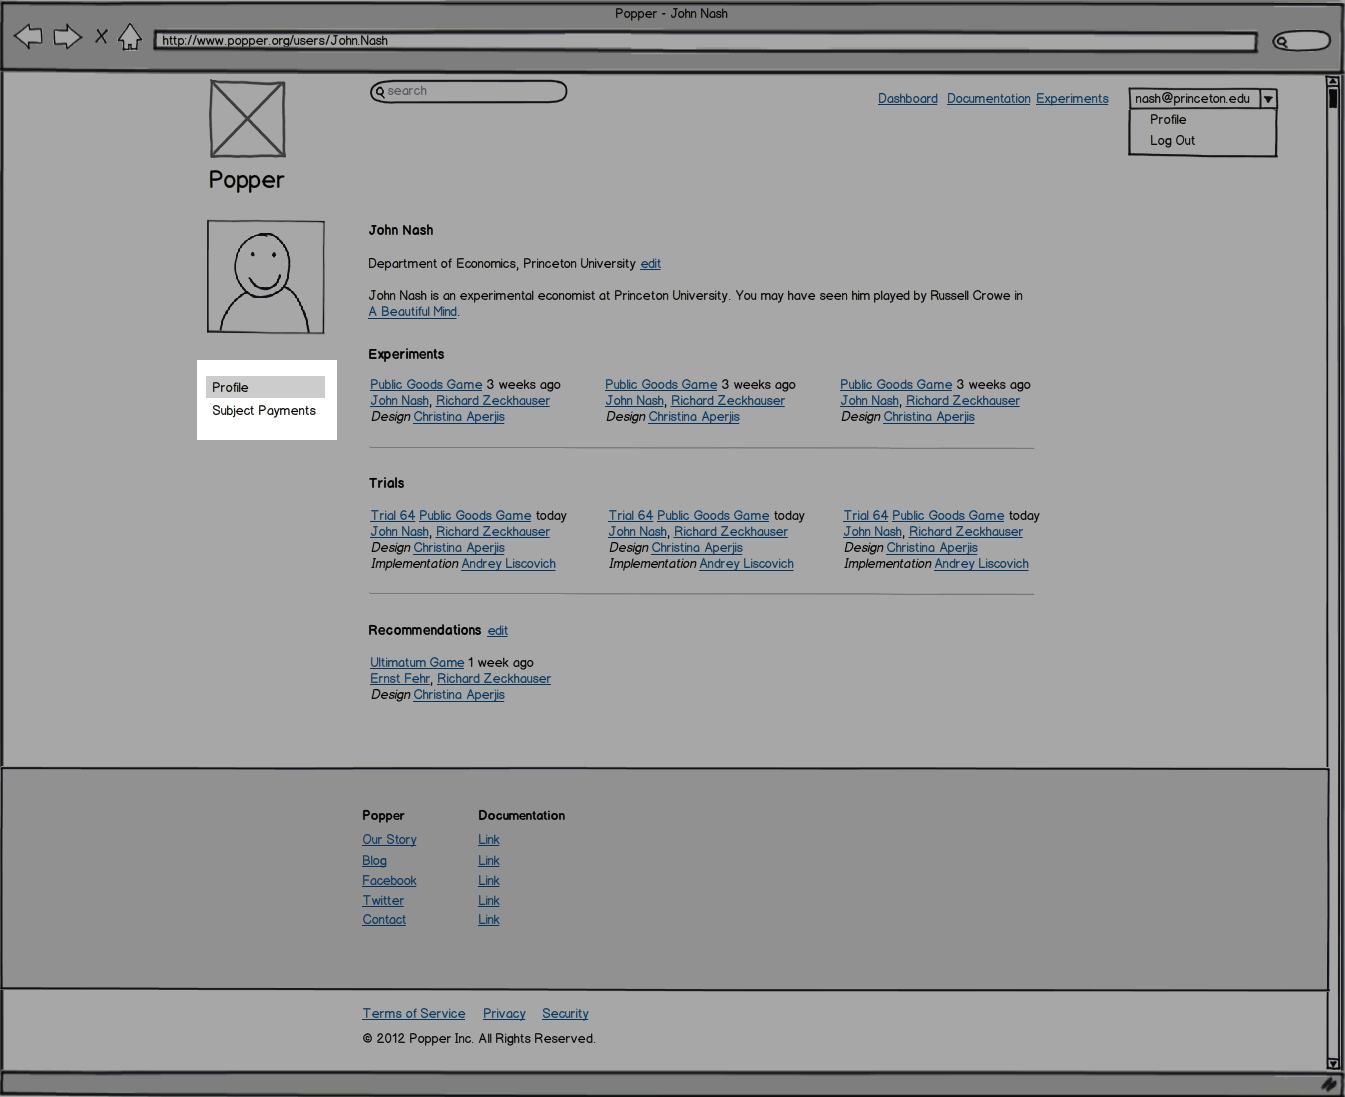 Popper - John Nash
http://www.popper.org/users/John.Nash
search
Dashboard Documentation Experiments
nash@princeton.edu
Profile
Log Out
Popper
John Nash
Department of Economics, Princeton University edit
John Nash is an experimental economist at Princeton University. You may have seen him played by Russell Crowe in
A Beautiful Mind.
Profile
Subject Payments
Experiments
Public Goods Game 3 weeks ago
John Nash, Richard Zeckhauser
Design Christina Aperjis
Public Goods Game 3 weeks ago
John Nash, Richard Zeckhauser
Design Christina Aperjis
Public Goods Game 3 weeks ago
John Nash, Richard Zeckhauser
Design Christina Aperjis
Trials
Trial 64 Public Goods Game today
John Nash, Richard Zeckhauser
Design Christina Aperjis
Implementation Andrey Liscovich
Trial 64 Public Goods Game today
John Nash, Richard Zeckhauser
Design Christina Aperjis
Implementation Andrey Liscovich
Trial 64 Public Goods Game today
John Nash, Richard Zeckhauser
Design Christina Aperjis
Implementation Andrey Liscovich
Recommendations edit
Ultimatum Game 1 week ago
Ernst Fehr, Richard Zeckhauser
Design Christina Aperjis
Popper
Our Story
Blog
Facebook
Twitter
Contact
Documentation
Link
Link
Link
Link
Link
Terms of Service Privacy Security
© 2012 Popper Inc. All Rights Reserved.